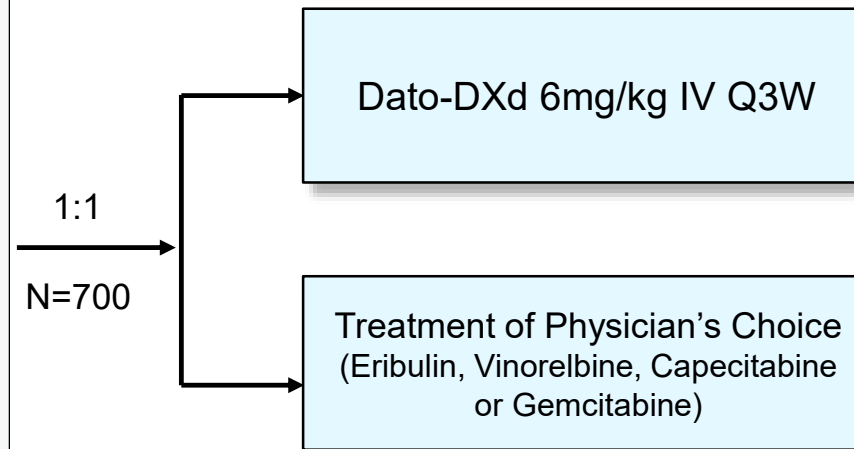 Dato-DXd 6mg/kg IV Q3W
1:1
N=700
Treatment of Physician’s Choice
(Eribulin, Vinorelbine, Capecitabine
or Gemcitabine)